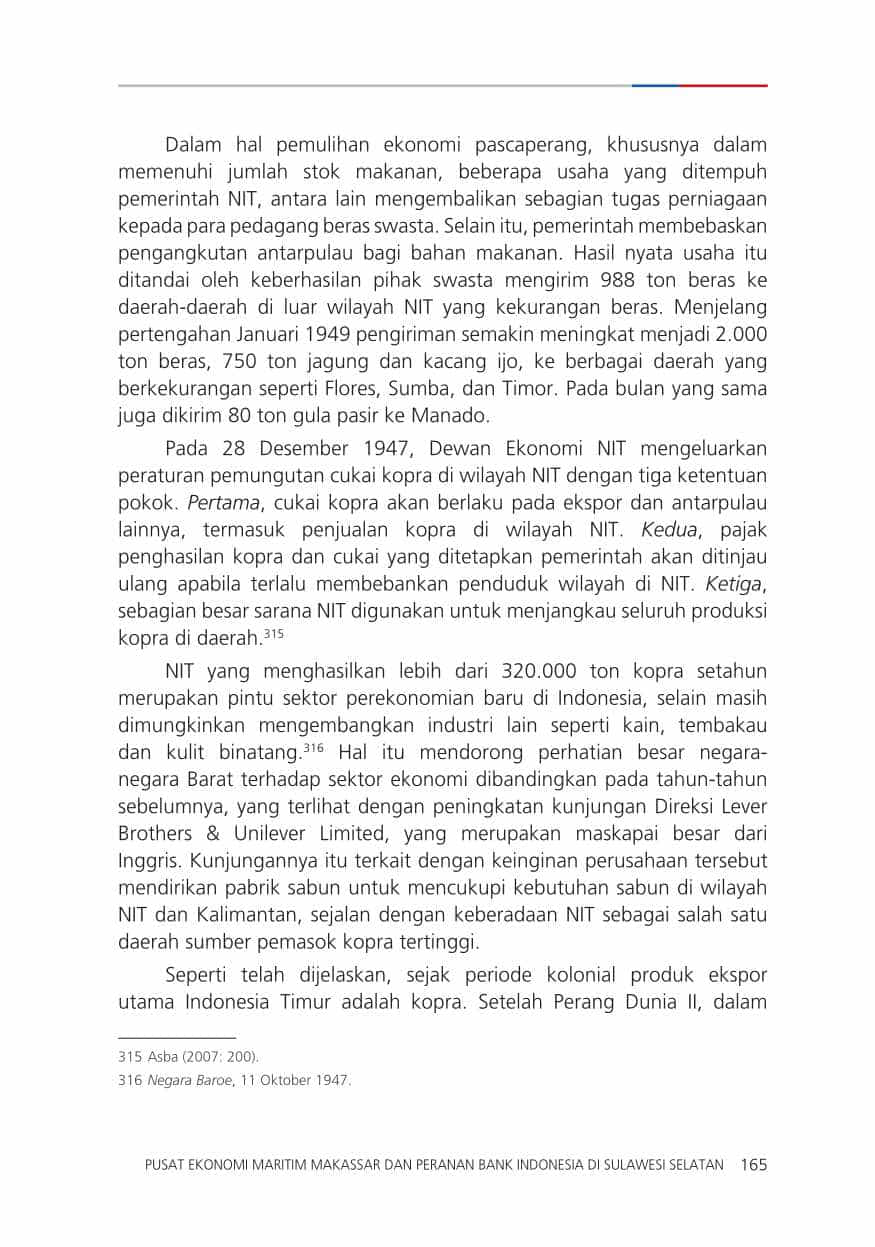 Dalam hal pemulihan ekonomi pascaperang, khususnya dalam
memenuhi jumlah stok makanan, beberapa usaha yang ditempuh
pemerintah NIT, antara lain mengembalikan sebagian tugas perniagaan
kepada para pedagang beras swasta. Selain itu, pemerintah membebaskan
pengangkutan antarpulau bagi bahan makanan. Hasil nyata usaha itu
ditandai oleh keberhasilan pihak swasta mengirim 988 ton beras ke
daerah-daerah di luar wilayah NIT yang kekurangan beras. Menjelang
pertengahan Januari 1949 pengiriman semakin meningkat menjadi 2.000
ton beras, 750 ton jagung dan kacang ijo, ke berbagai daerah yang
berkekurangan seperti Flores, Sumba, dan Timor. Pada bulan yang sama
juga dikirim 80 ton gula pasir ke Manado.
Pada 28 Desember 1947, Dewan Ekonomi NIT mengeluarkan
peraturan pemungutan cukai kopra di wilayah NIT dengan tiga ketentuan
pokok. Pertama, cukai kopra akan berlaku pada ekspor dan antarpulau
lainnya, termasuk penjualan kopra di wilayah NIT. Kedua, pajak
penghasilan kopra dan cukai yang ditetapkan pemerintah akan ditinjau
ulang apabila terlalu membebankan penduduk wilayah di NIT. Ketiga,
sebagian besar sarana NIT digunakan untuk menjangkau seluruh produksi
kopra di daerah.315
NIT yang menghasilkan lebih dari 320.000 ton kopra setahun
merupakan pintu sektor perekonomian baru di Indonesia, selain masih
dimungkinkan mengembangkan industri lain seperti kain, tembakau
dan kulit binatang.316 Hal itu mendorong perhatian besar negara-
negara Barat terhadap sektor ekonomi dibandingkan pada tahun-tahun
sebelumnya, yang terlihat dengan peningkatan kunjungan Direksi Lever
Brothers & Unilever Limited, yang merupakan maskapai besar dari
Inggris. Kunjungannya itu terkait dengan keinginan perusahaan tersebut
mendirikan pabrik sabun untuk mencukupi kebutuhan sabun di wilayah
NIT dan Kalimantan, sejalan dengan keberadaan NIT sebagai salah satu
daerah sumber pemasok kopra tertinggi.
Seperti telah dijelaskan, sejak periode kolonial produk ekspor
utama Indonesia Timur adalah kopra. Setelah Perang Dunia II, dalam
315 Asba (2007: 200).
316 Negara Baroe, 11 Oktober 1947.
PUSAT EKONOMI MARITIM MAKASSAR DAN PERANAN BANK INDONESIA DI SULAWESI SELATAN 165